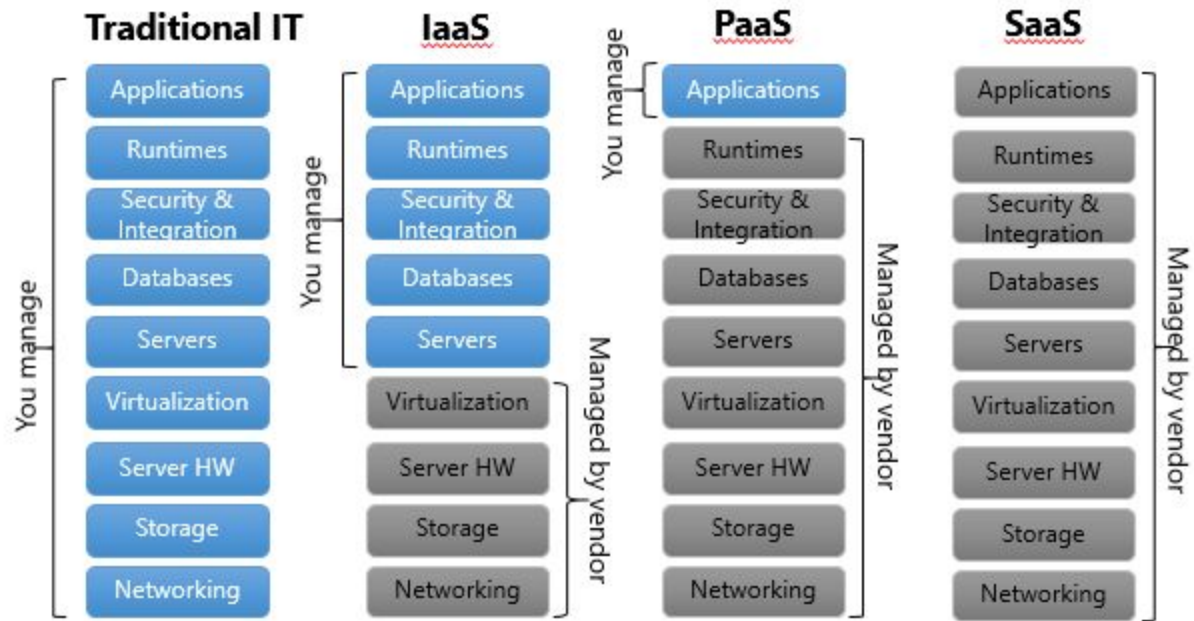 Traditional IT
You manage
Applications
Runtimes
Security &
Integration
Databases
Servers
Virtualization
Server HW
Storage
Networking
IaaS
You manage
Applications
Runtimes
Security &
Integration
Databases
Servers
Virtualization
Server HW
Storage
Networking
Managed by vendor
PaaS
You manage
Applications
Runtimes
Security &
Integration
Databases
Servers
Virtualization
Server HW
Storage
Networking
Managed by vendor
SaaS
Applications
Runtimes
Security &
Integration
Databases
Servers
Virtualization
Server HW
Storage
Networking
Managed by vendor